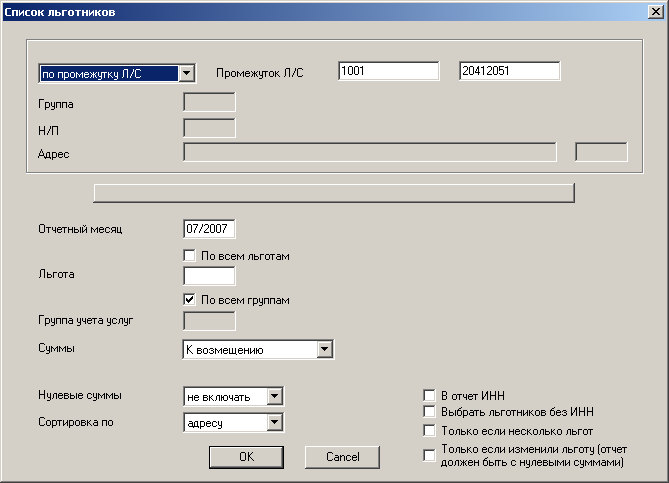 Список льготников
по промежутку Л/С
Промежуток Л/С
1001
20412051
Группа
Н/П
Адрес
Отчетный месяц
07/2007
По всем льготам
Льгота
По всем группам
Группа учета услуг
Суммы
К возмещению
Нулевые суммы
не включать
Сортировка по
адресу
В отчет ИНН
Выбрать льготников без ИНН
Только если несколько льгот
Только если изменили льготу (отчет
должен быть с нулевыми суммами)
OK
Cancel